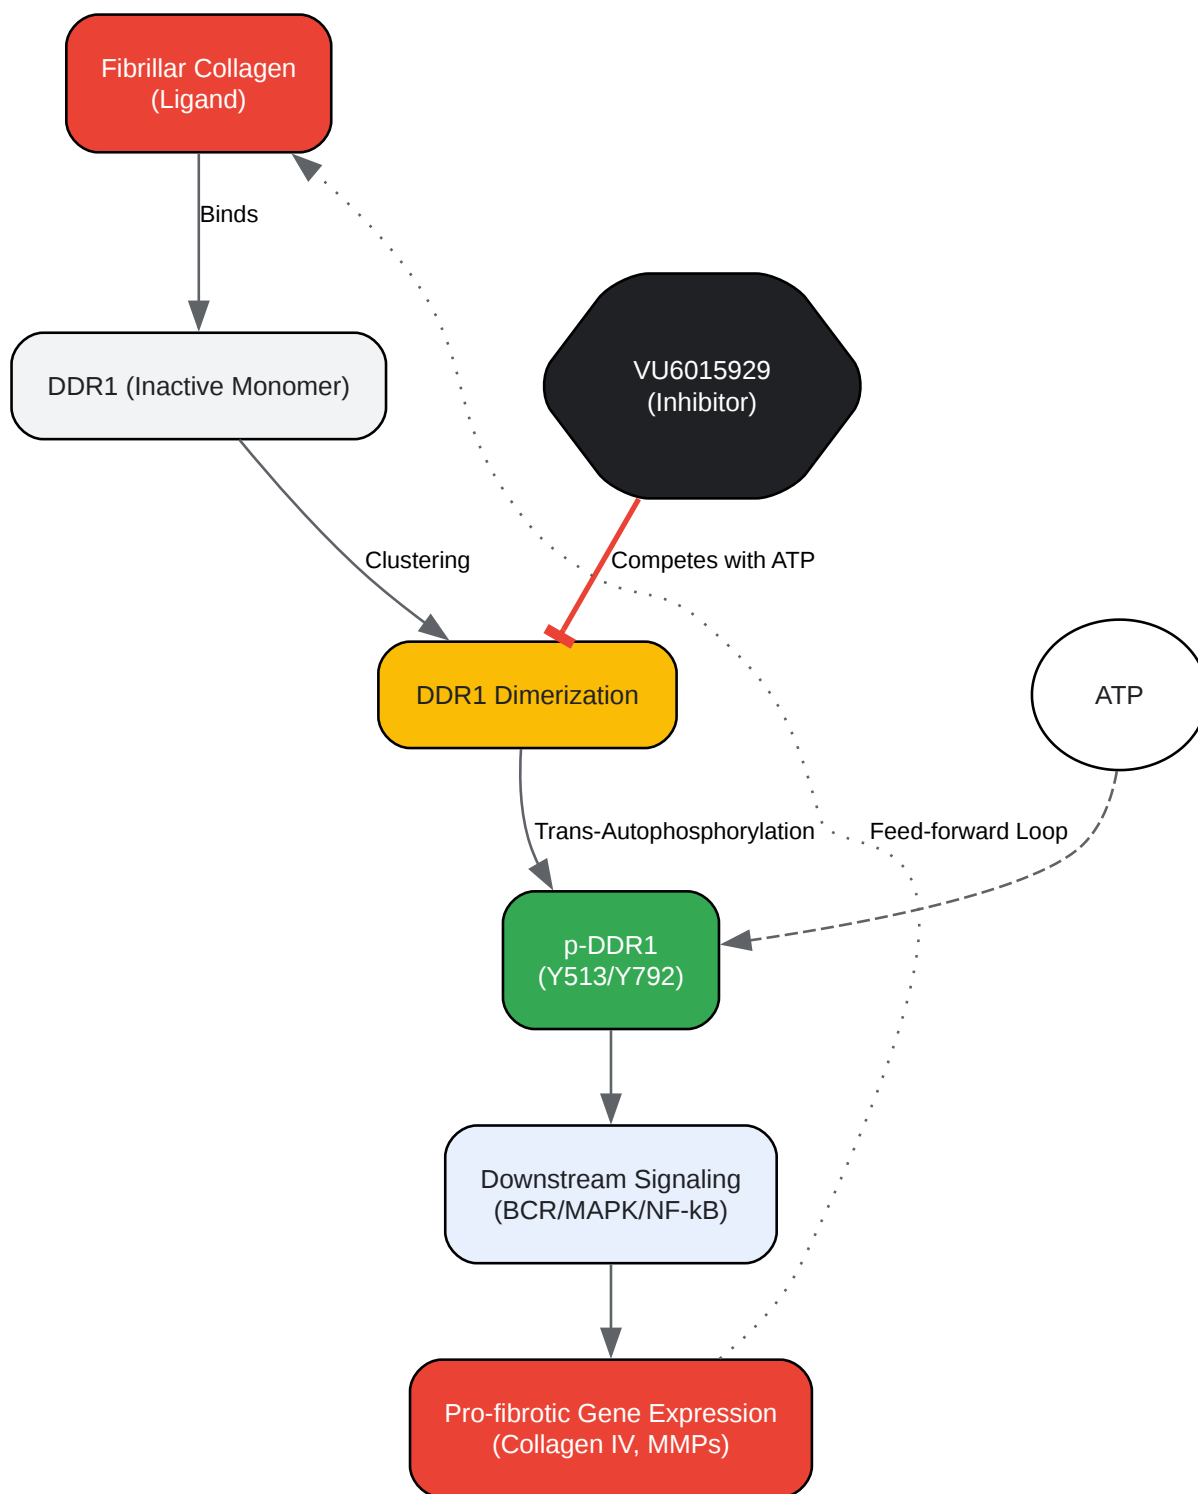 Fibrillar Collagen
(Ligand)
Binds
DDR1 (Inactive Monomer)
VU6015929
(Inhibitor)
Clustering
Competes with ATP
DDR1 Dimerization
ATP
Trans-Autophosphorylation
Feed-forward Loop
p-DDR1
(Y513/Y792)
Downstream Signaling
(BCR/MAPK/NF-kB)
Pro-fibrotic Gene Expression
(Collagen IV, MMPs)